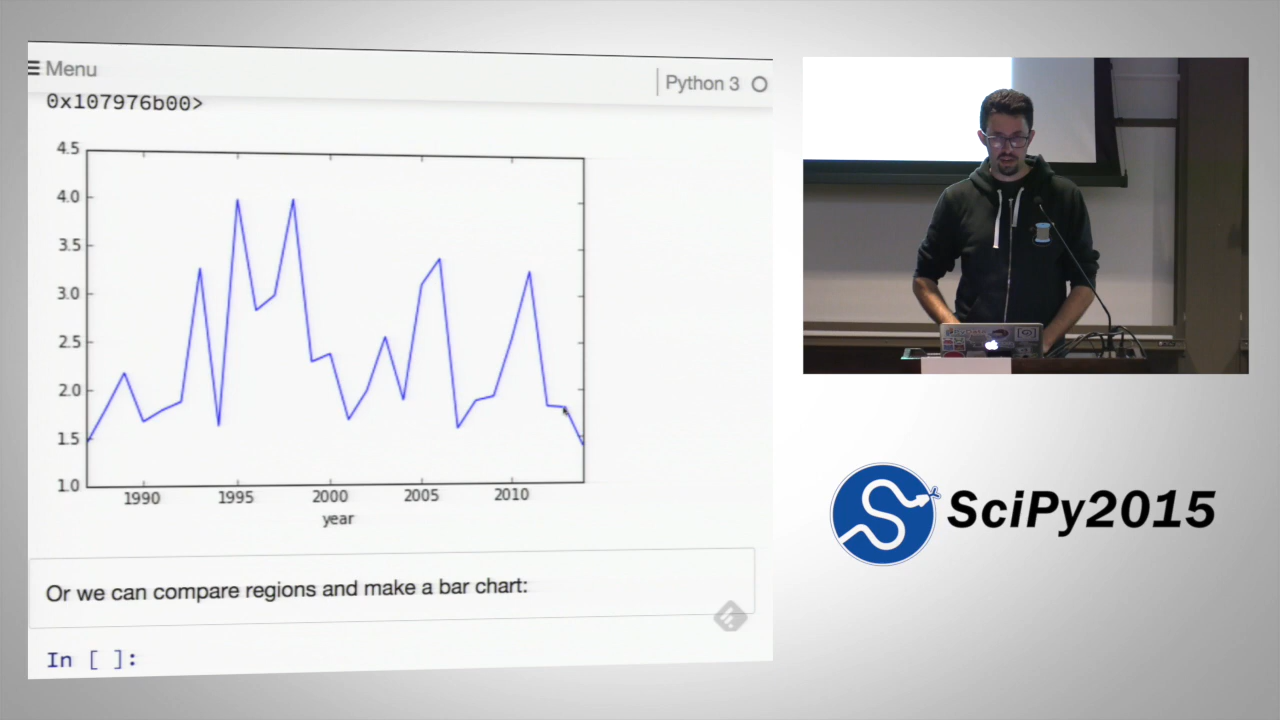 Menu
Python 3
0x107976b00>
4.5
4.0
3.5
3.0
2.5
2.0
1.5
1.0
1990 1995 2000 2005 2010
year
Or we can compare regions and make a bar chart:
In [ ]:
SciPy2015